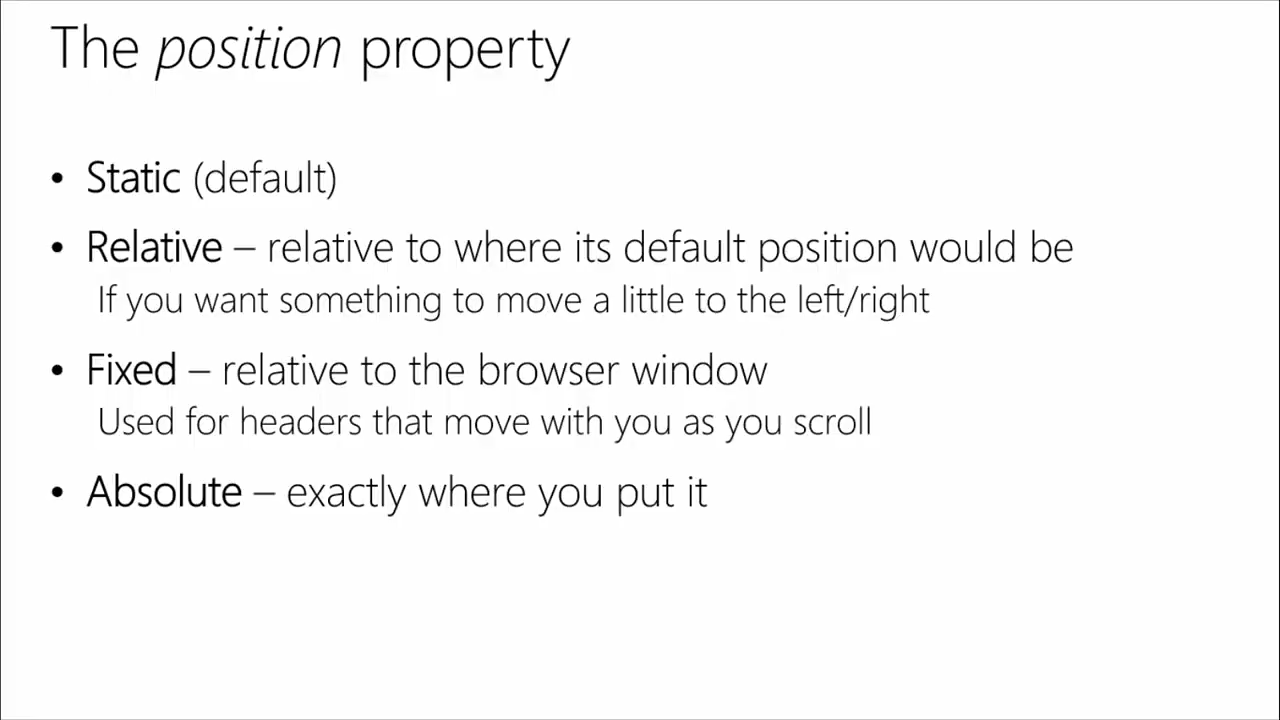 The position property
• Static (default)
• Relative – relative to where its default position would be
If you want something to move a little to the left/right
• Fixed – relative to the browser window
Used for headers that move with you as you scroll
• Absolute – exactly where you put it